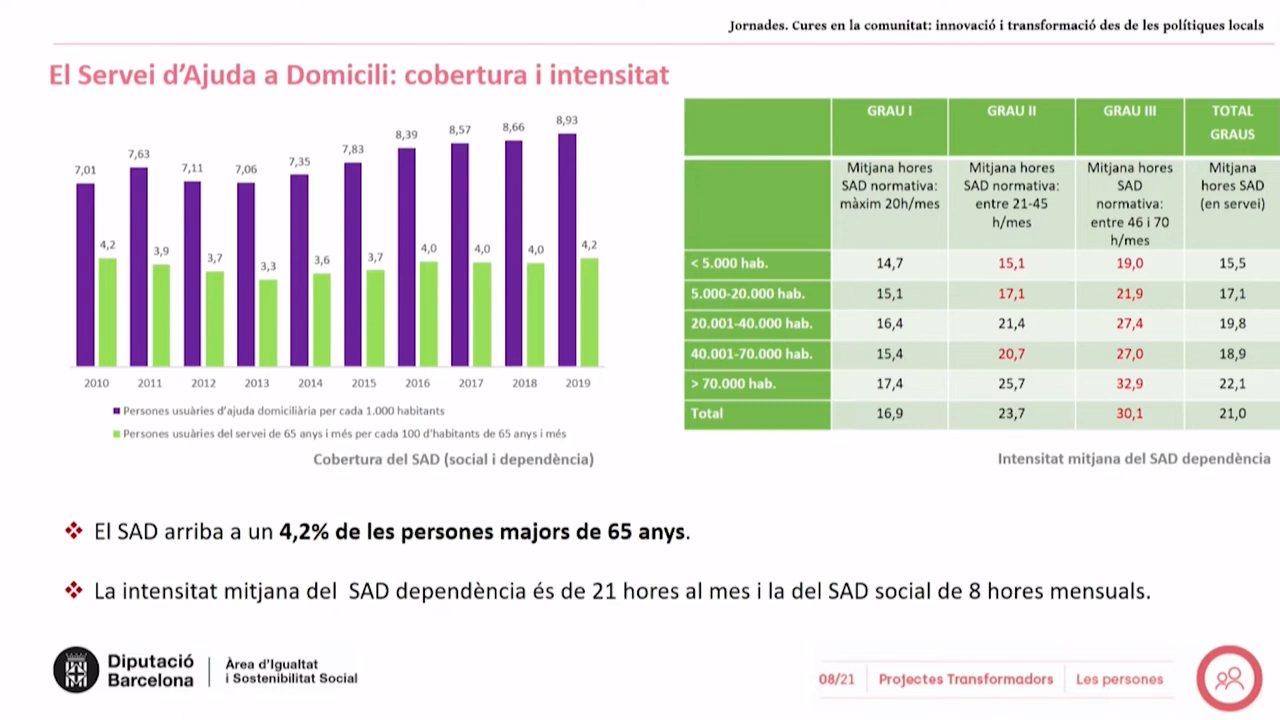 Jornades. Cures en la comunitat: innovació i transformació des de les polítiques locals
El Servei d'Ajuda a Domicili: cobertura i intensitat
7,01 7,63 7,11 7,06 7,35 7,83 8,39 8,57 8,66 8,93
4,2 3,9 3,7 3,3 3,6 3,7 4,0 4,0 4,0 4,2
2010 2011 2012 2013 2014 2015 2016 2017 2018 2019
Persones usuàries d'ajuda domiciliària per cada 1.000 habitants
Persones usuàries del servei de 65 anys i més per cada 100 d'habitants de 65 anys i més
Cobertura del SAD (social i dependència)
GRAU I GRAU II GRAU III TOTAL
GRAUS
Mitjana hores Mitjana hores Mitjana hores Mitjana
SAD normativa: SAD normativa: SAD hores SAD
màxim 20h/mes entre 21-45 normativa: (en servei)
h/mes entre 46 i 70
h/mes
< 5.000 hab. 14,7 15,1 19,0 15,5
5.000-20.000 hab. 15,1 17,1 21,9 17,1
20.001-40.000 hab. 16,4 21,4 27,4 19,8
40.001-70.000 hab. 15,4 20,7 27,0 18,9
> 70.000 hab. 17,4 25,7 32,9 22,1
Total 16,9 23,7 30,1 21,0
Intensitat mitjana del SAD dependència
El SAD arriba a un 4,2% de les persones majors de 65 anys.
La intensitat mitjana del SAD dependència és de 21 hores al mes i la del SAD social de 8 hores mensuals.
Diputació
Barcelona
Àrea d'Igualtat
i Sostenibilitat Social
08/21 Projectes Transformadors Les persones